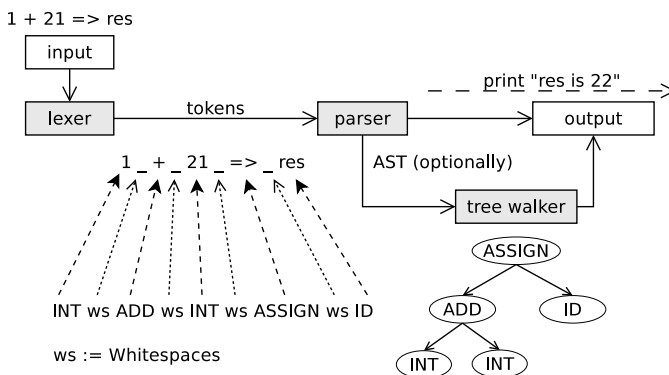 1 + 21 => res
input
print "res is 22"
lexer
tokens
parser
output
1 _ + _ 21 _ => _ res
AST (optionally)
tree walker
ASSIGN
INT ws ADD ws INT ws ASSIGN ws ID
ADD
ID
ws := Whitespaces
INT
INT